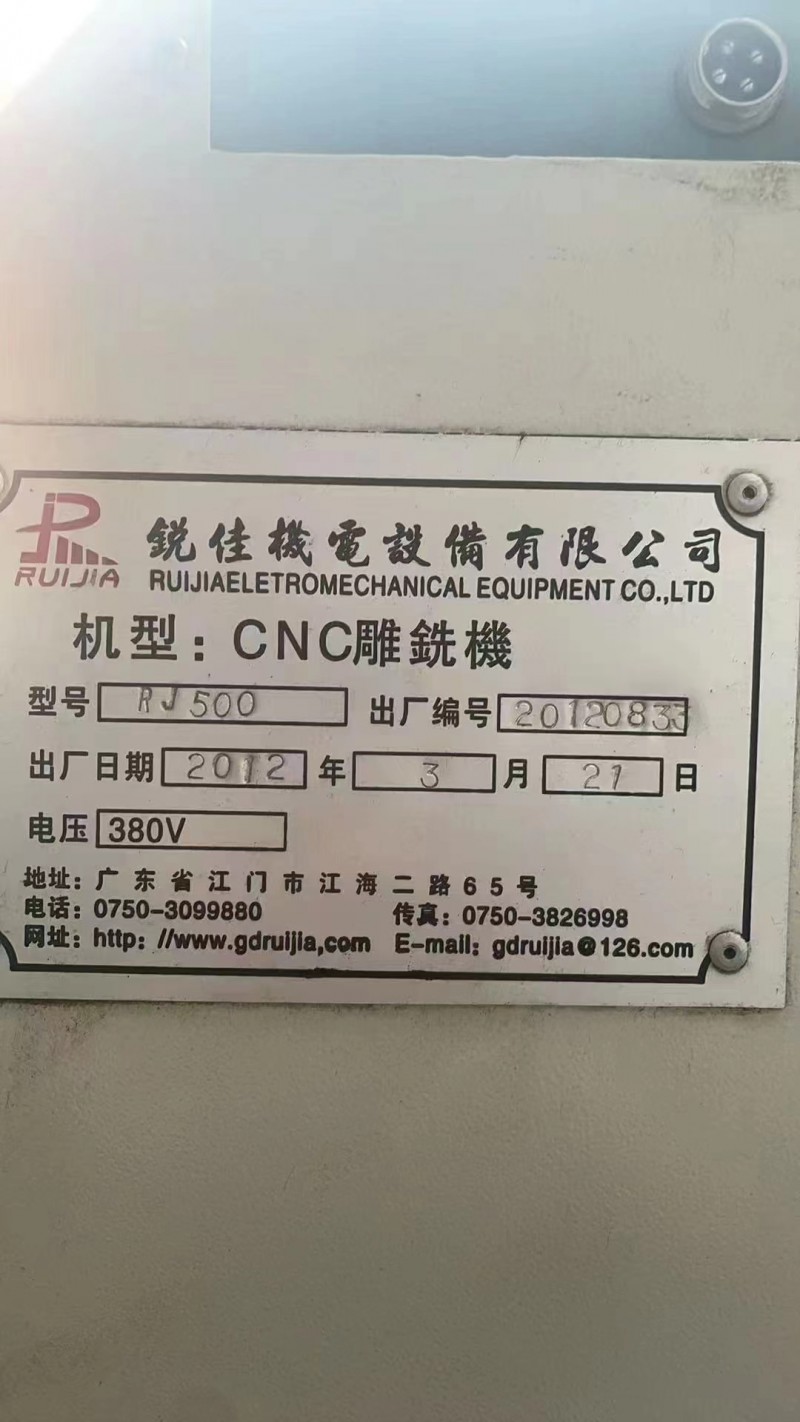 RUIJIA
銳佳機電設備有限公司
RUIJIAELETROMECHANICAL EQUIPMENT CO.,LTD
机型：CNC雕銑機
型号 RJ500 出厂编号 20120833
出厂日期 2012 年 3 月 21 日
电压 380V
地址：广东省江门市江海二路65号
电话：0750-3099880 传真：0750-3826998
网址：http：//www.gdruijia,com E-mail：gdruijia@126.com